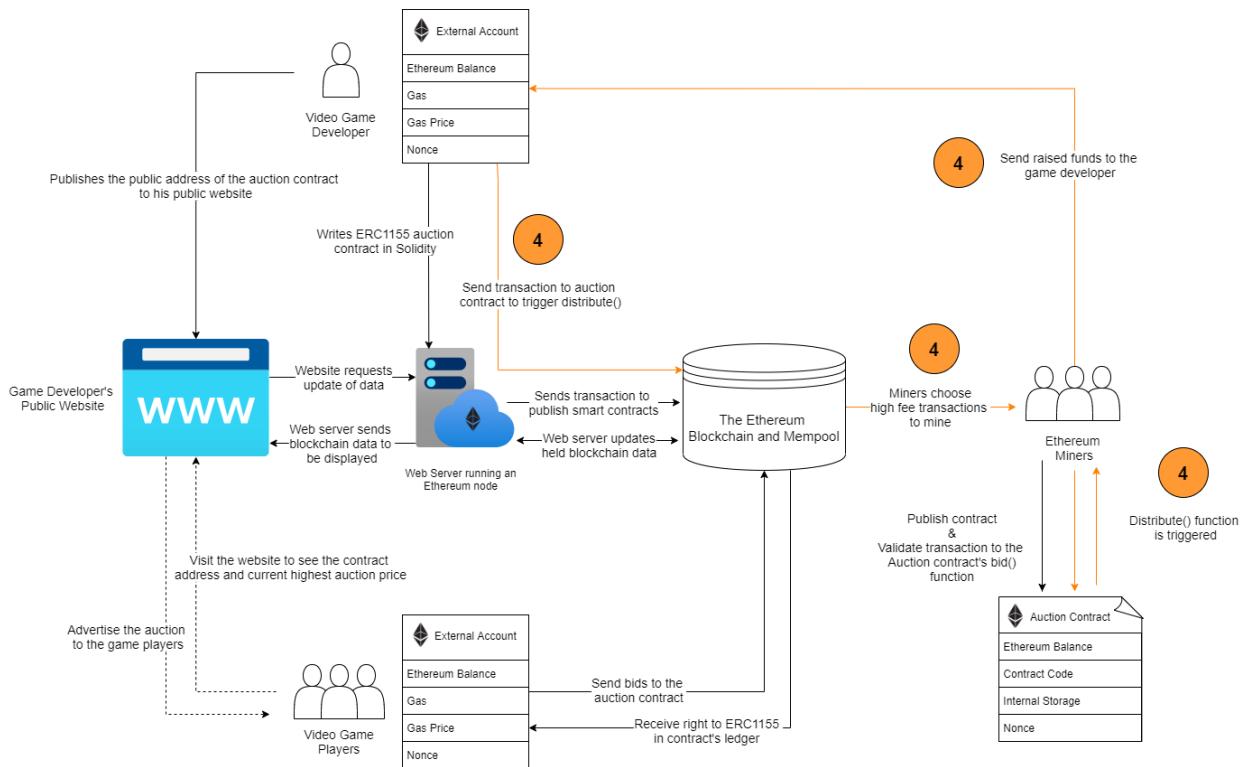 External Account
Ethereum Balance
Gas
Gas Price
Nonce
Video Game
Developer
4
Send raised funds to the
game developer
Publishes the public address of the auction contract
to his public website
Writes ERC1155 auction
contract in Solidity
4
Send transaction to auction
contract to trigger distribute()
Game Developer's
Public Website
www
Website requests
update of data
Web server sends
blockchain data to
be displayed
Web Server running an
Ethereum node
Sends transaction to
publish smart contracts
Web server updates
held blockchain data
The Ethereum
Blockchain and Mempool
4
Miners choose
high fee transactions
to mine
Ethereum
Miners
4
Distribute() function
is triggered
Publish contract
&
Validate transaction to the
Auction contract's bid()
function
Visit the website to see the contract
address and current highest auction price
Advertise the auction
to the game players
Video Game
Players
External Account
Ethereum Balance
Gas
Gas Price
Nonce
Send bids to the
auction contract
Receive right to ERC1155
in contract's ledger
Auction Contract
Ethereum Balance
Contract Code
Internal Storage
Nonce